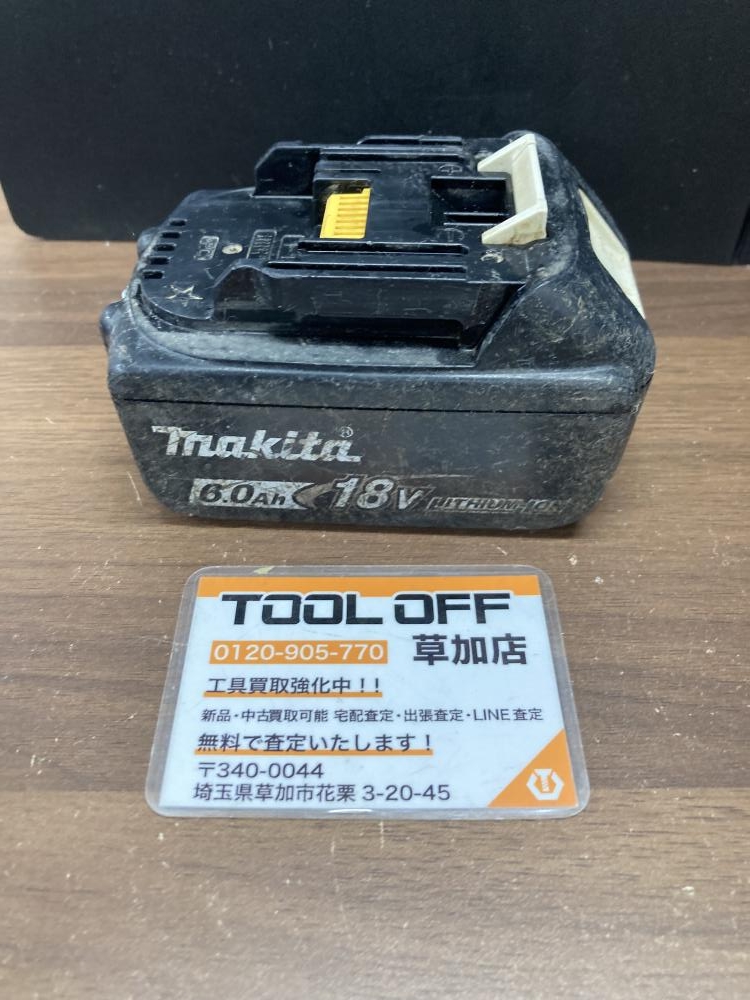 makita®
6.0Ah 18V LITHIUM-ION
TOOL OFF
0120-905-770 草加店
工具買取強化中！！
新品・中古買取可能 宅配査定・出張査定・LINE査定
無料で査定いたします！
〒340-0044
埼玉県草加市花栗3-20-45